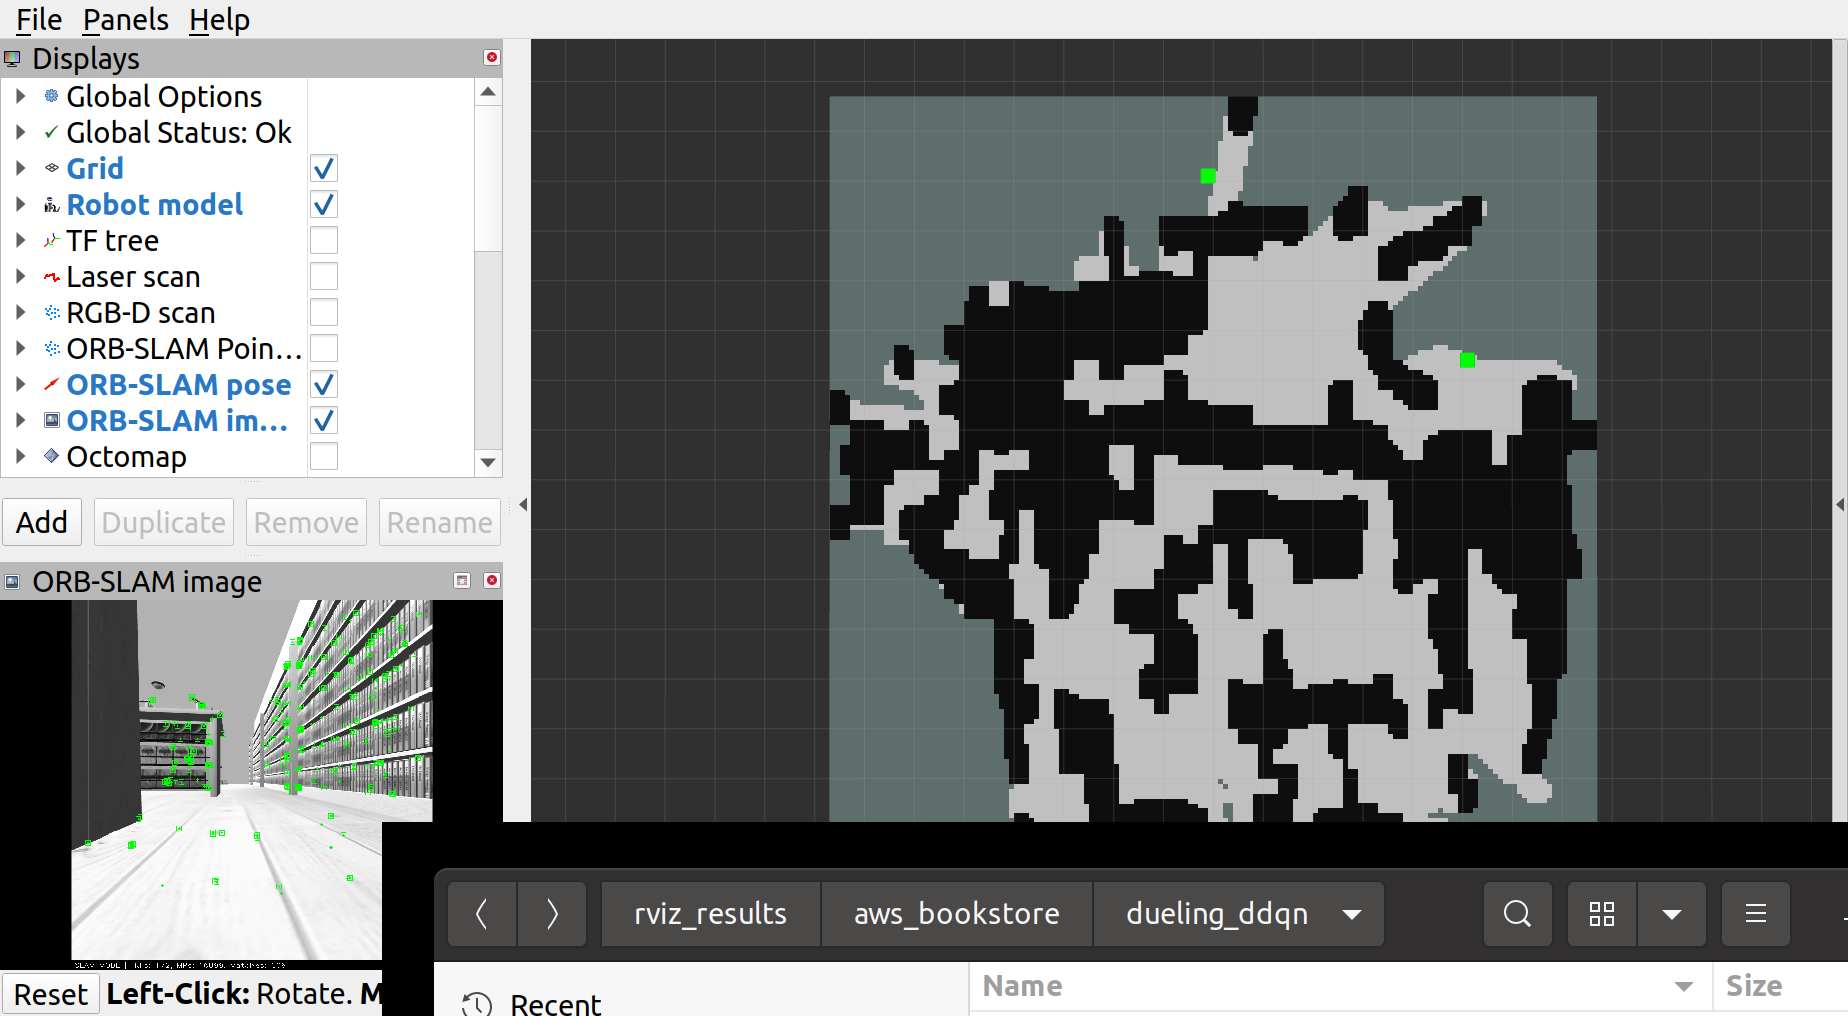 File Panels Help
Displays
Global Options
Global Status: Ok
Grid
Robot model
TF tree
Laser scan
RGB-D scan
ORB-SLAM Poin...
ORB-SLAM pose
ORB-SLAM im...
Octomap
Add Duplicate Remove Rename
ORB-SLAM image
Reset Left-Click: Rotate.
rviz_results aws_bookstore dueling_ddqn
Recent Name Size